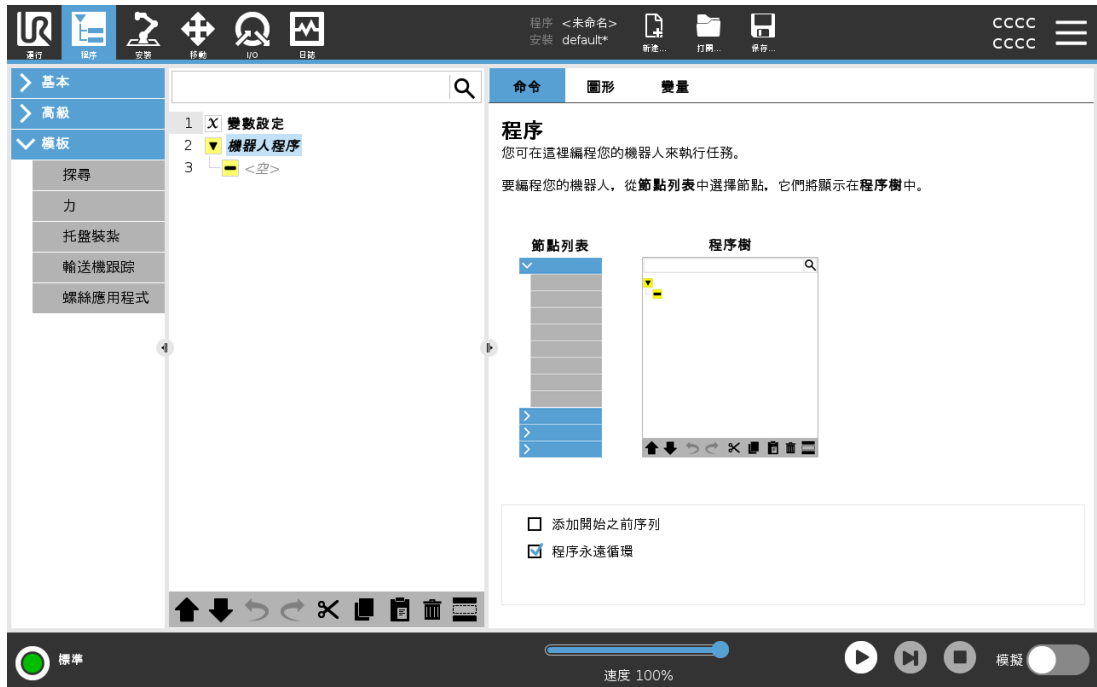 UR
運行
程序
安裝
移動
I/O
日誌
程序 <未命名>
安裝 default*
新建...
打開...
保存...
CCCC
CCCC
基本
高級
模板
探尋
力
托盤裝紮
輸送機跟踪
螺絲應用程式
1 X 變數設定
2 機器人程序
3 <空>
命令
圖形
變量
程序
您可在這裡編程您的機器人來執行任務。
要編程您的機器人，從節點列表中選擇節點，它們將顯示在程序樹中。
節點列表
程序樹
添加開始之前序列
程序永遠循環
標準
速度 100%
模擬